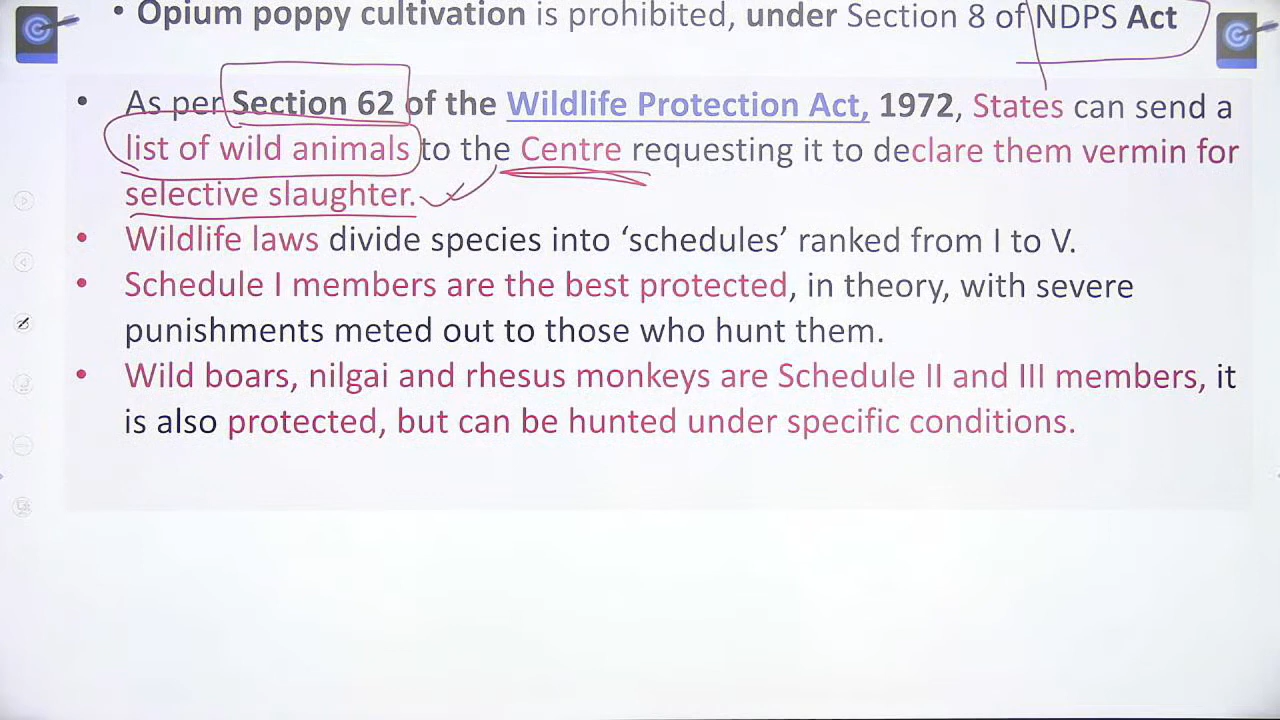 • Opium poppy cultivation is prohibited, under Section 8 of NDPS Act
• As per Section 62 of the Wildlife Protection Act, 1972, States can send a
list of wild animals to the Centre requesting it to declare them vermin for
selective slaughter.
• Wildlife laws divide species into ‘schedules’ ranked from I to V.
• Schedule I members are the best protected, in theory, with severe
punishments meted out to those who hunt them.
• Wild boars, nilgai and rhesus monkeys are Schedule II and III members, it
is also protected, but can be hunted under specific conditions.